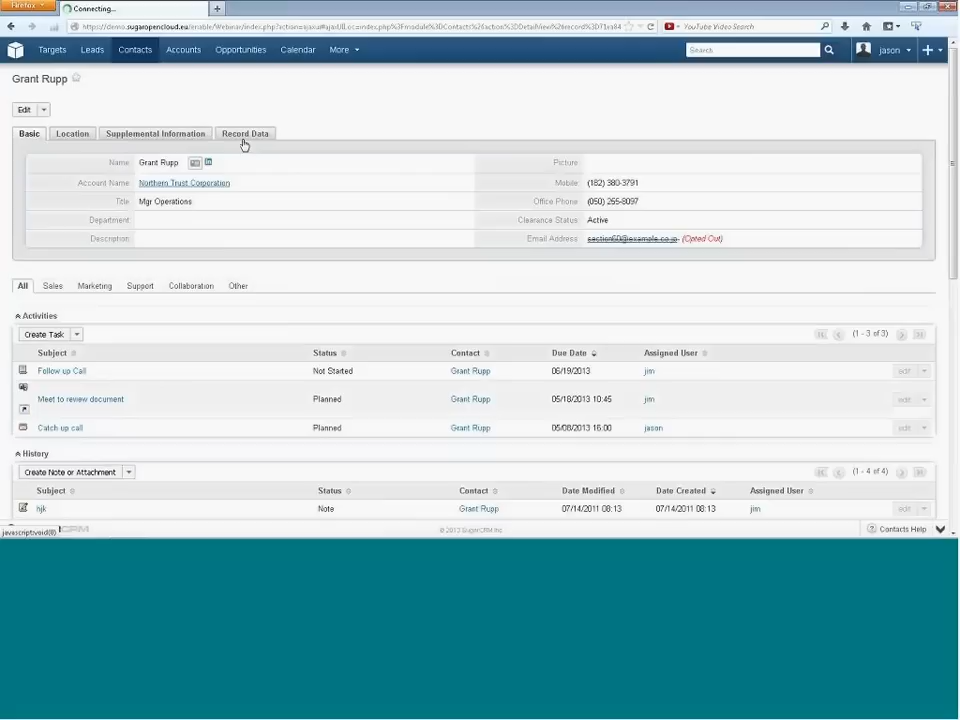 Firefox
Connecting...
https://demo.sugaropencloud.eu/enable/Webinar/index.php?action=ajaxui#ajaxUILoc=index.php%3Fmodule%3DContacts%26action%3DDetailView%26record%3D
YouTube Video Search
Targets Leads Contacts Accounts Opportunities Calendar More
Search
jason
Grant Rupp
Edit
Basic Location Supplemental Information Record Data
Name Grant Rupp Picture
Account Name Northern Trust Corporation Mobile (182) 380-3791
Title Mgr Operations Office Phone (050) 265-8097
Department Clearance Status Active
Description Email Address section60@example.co.jp (Opted Out)
All Sales Marketing Support Collaboration Other
Activities
Create Task (1 - 3 of 3)
Subject Status Contact Due Date Assigned User
Follow up Call Not Started Grant Rupp 06/19/2013 jim edit
Meet to review document Planned Grant Rupp 05/18/2013 10:45 jim edit
Catch up call Planned Grant Rupp 05/08/2013 16:00 jason edit
History
Create Note or Attachment (1 - 4 of 4)
Subject Status Contact Date Modified Date Created Assigned User
hjk Note Grant Rupp 07/14/2011 08:13 07/14/2011 08:13 jim edit
javascript:void(0)
© 2013 SugarCRM Inc.
Contacts Help